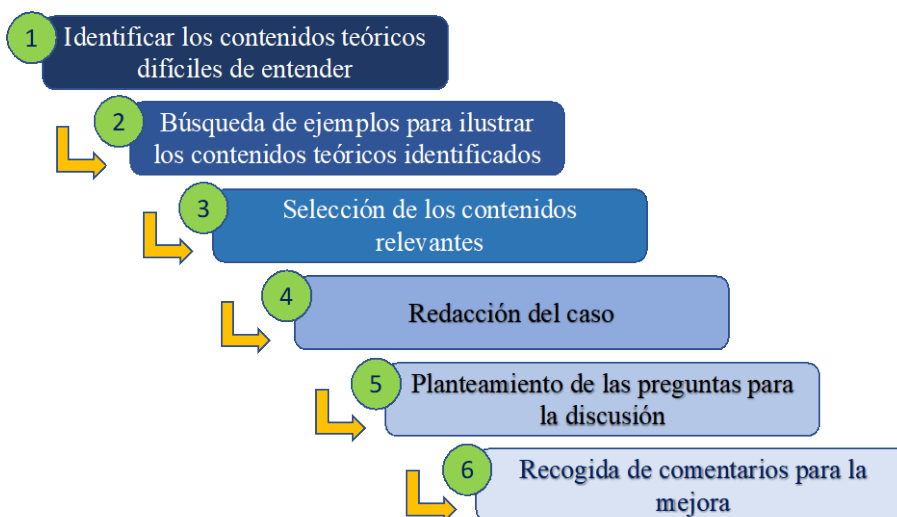 1
Identificar los contenidos teóricos
difíciles de entender
2
Búsqueda de ejemplos para ilustrar
los contenidos teóricos identificados
3
Selección de los contenidos
relevantes
4
Redacción del caso
5
Planteamiento de las preguntas para
la discusión
6
Recogida de comentarios para la
mejora